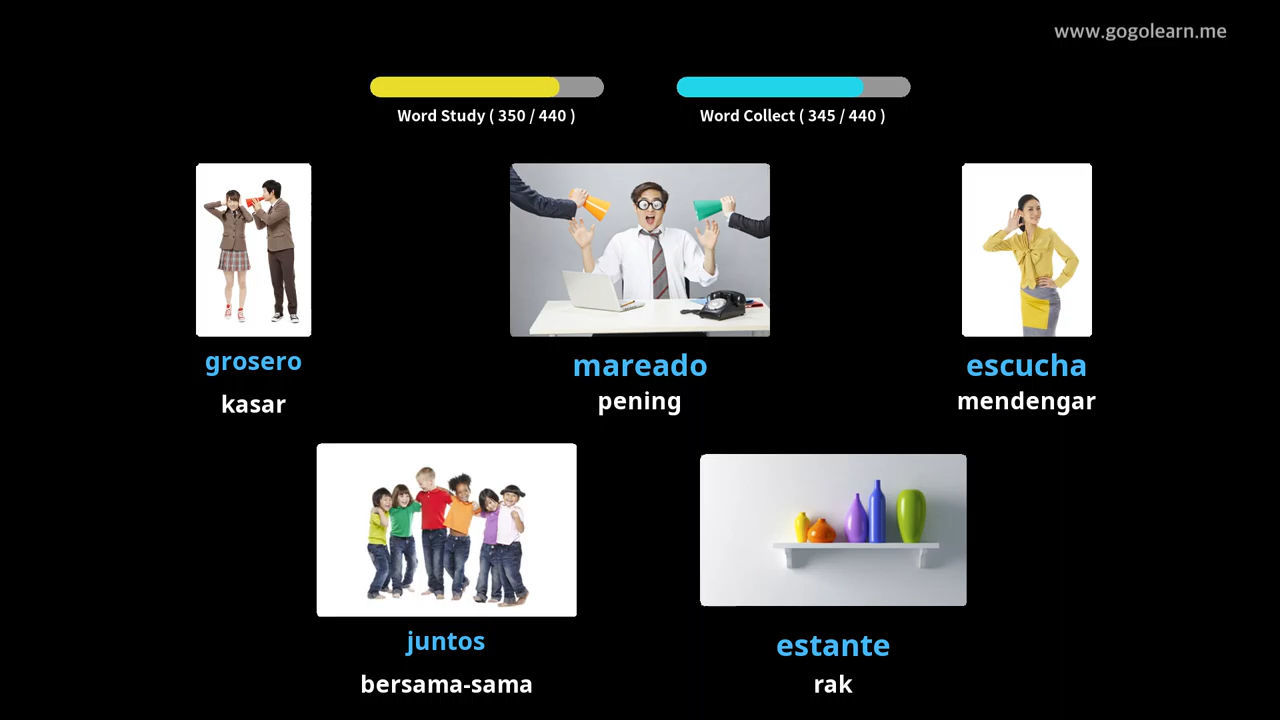 www.gogolearn.me
Word Study ( 350 / 440 )
Word Collect ( 345 / 440 )
grosero
kasar
mareado
pening
escucha
mendengar
juntos
bersama-sama
estante
rak